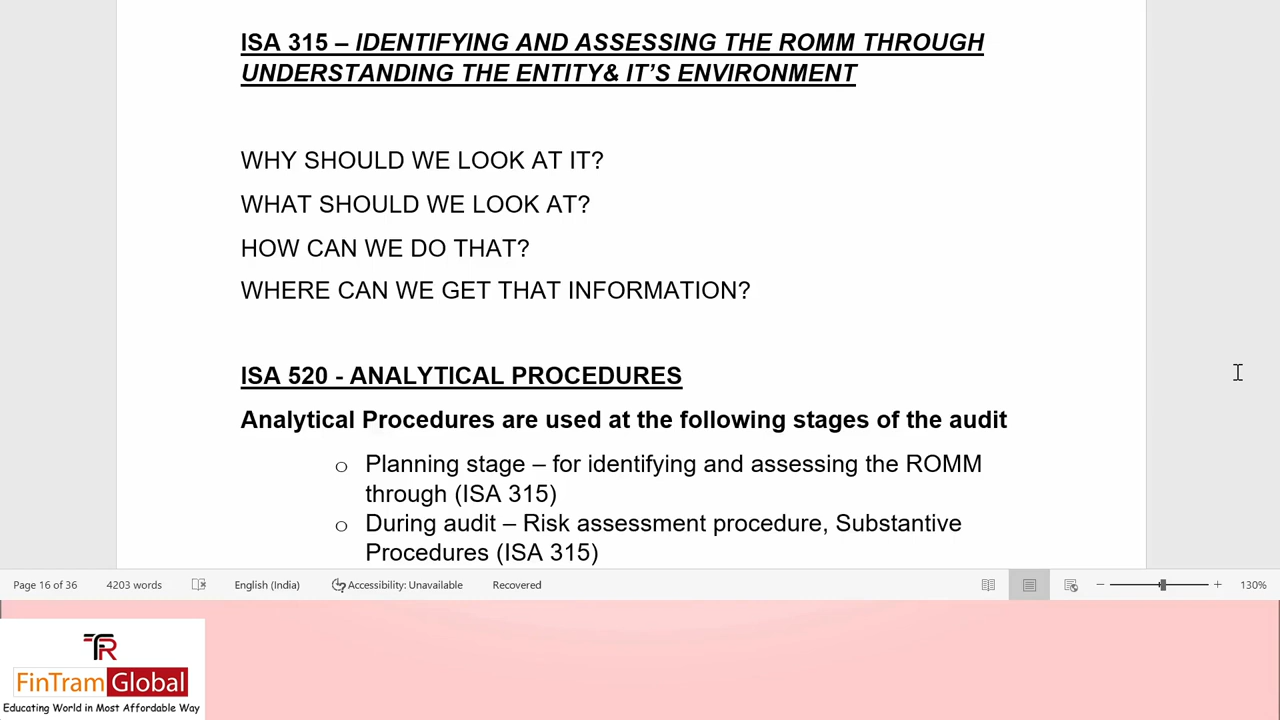 ISA 315 – IDENTIFYING AND ASSESSING THE ROMM THROUGH
UNDERSTANDING THE ENTITY& IT’S ENVIRONMENT
WHY SHOULD WE LOOK AT IT?
WHAT SHOULD WE LOOK AT?
HOW CAN WE DO THAT?
WHERE CAN WE GET THAT INFORMATION?
ISA 520 - ANALYTICAL PROCEDURES
Analytical Procedures are used at the following stages of the audit
o Planning stage – for identifying and assessing the ROMM
through (ISA 315)
o During audit – Risk assessment procedure, Substantive
Procedures (ISA 315)
Page 16 of 36 4203 words English (India) Accessibility: Unavailable Recovered 130%
FinTram Global
Educating World in Most Affordable Way